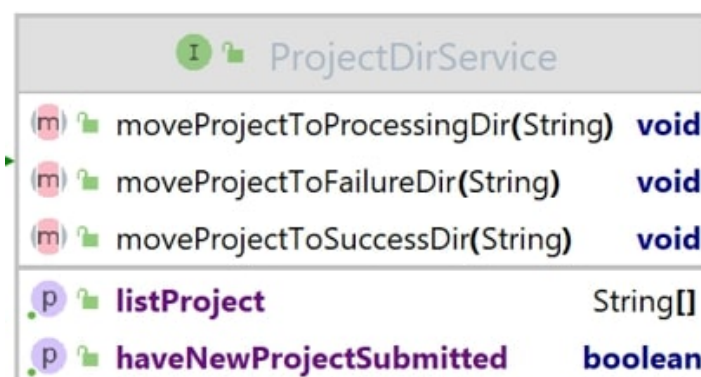 I ProjectDirService
m moveProjectToProcessingDir(String) void
m moveProjectToFailureDir(String) void
m moveProjectToSuccessDir(String) void
p listProject String[]
p haveNewProjectSubmitted boolean